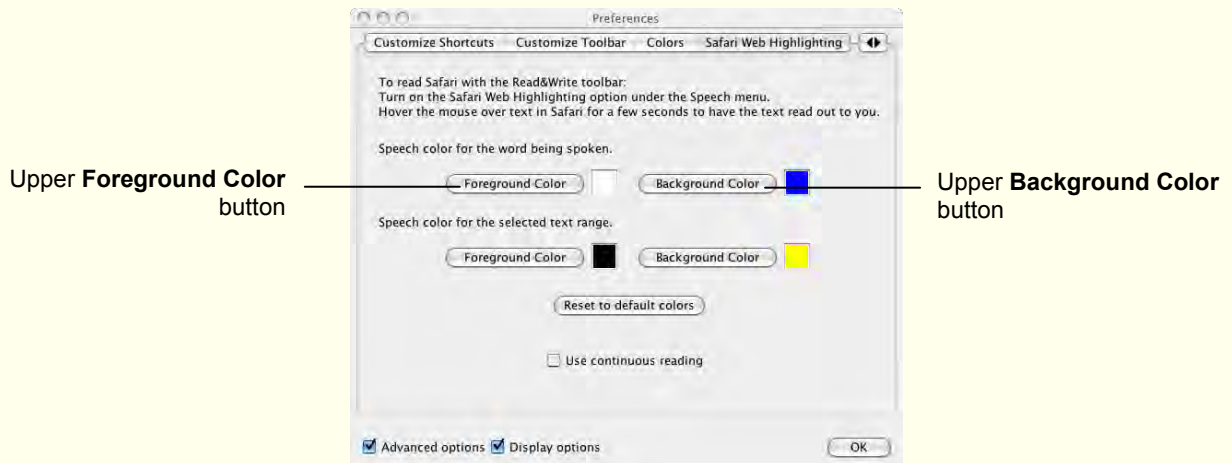 Preferences
Customize Shortcuts Customize Toolbar Colors Safari Web Highlighting
To read Safari with the Read&Write toolbar:
Turn on the Safari Web Highlighting option under the Speech menu.
Hover the mouse over text in Safari for a few seconds to have the text read out to you.
Speech color for the word being spoken.
Upper Foreground Color
button
Foreground Color Background Color
Upper Background Color
button
Speech color for the selected text range.
Foreground Color Background Color
Reset to default colors
Use continuous reading
Advanced options Display options OK